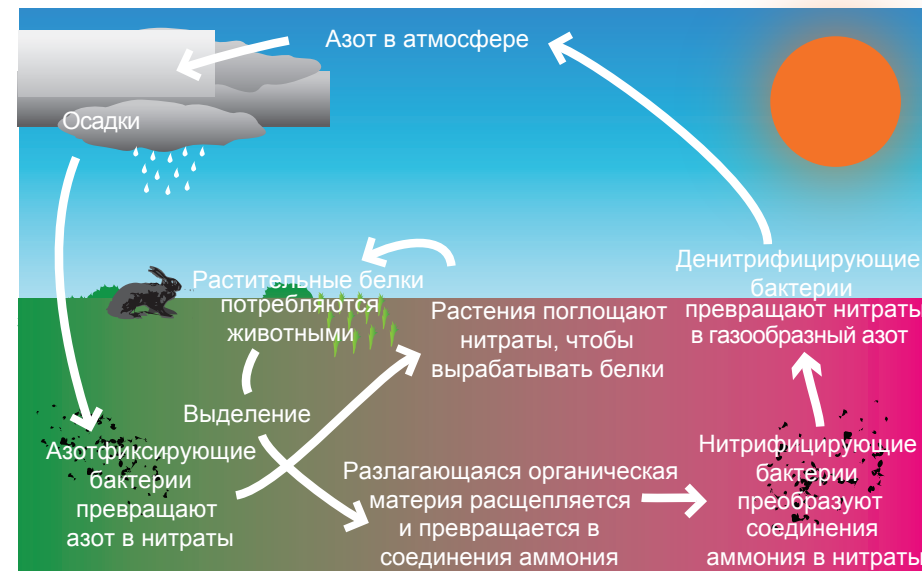 Азот в атмосфере
Осадки
Растительные белки
потребляются
животными
Растения поглощают
нитраты, чтобы
вырабатывать белки
Денитрифицирующие
бактерии
превращают нитраты
в газообразный азот
Выделение
Азотфиксирующие
бактерии
превращают
азот в нитраты
Разлагающаяся органическая
материя расщепляется
и превращается в
соединения аммония
Нитрифицирующие
бактерии
преобразуют
соединения
аммония в нитраты